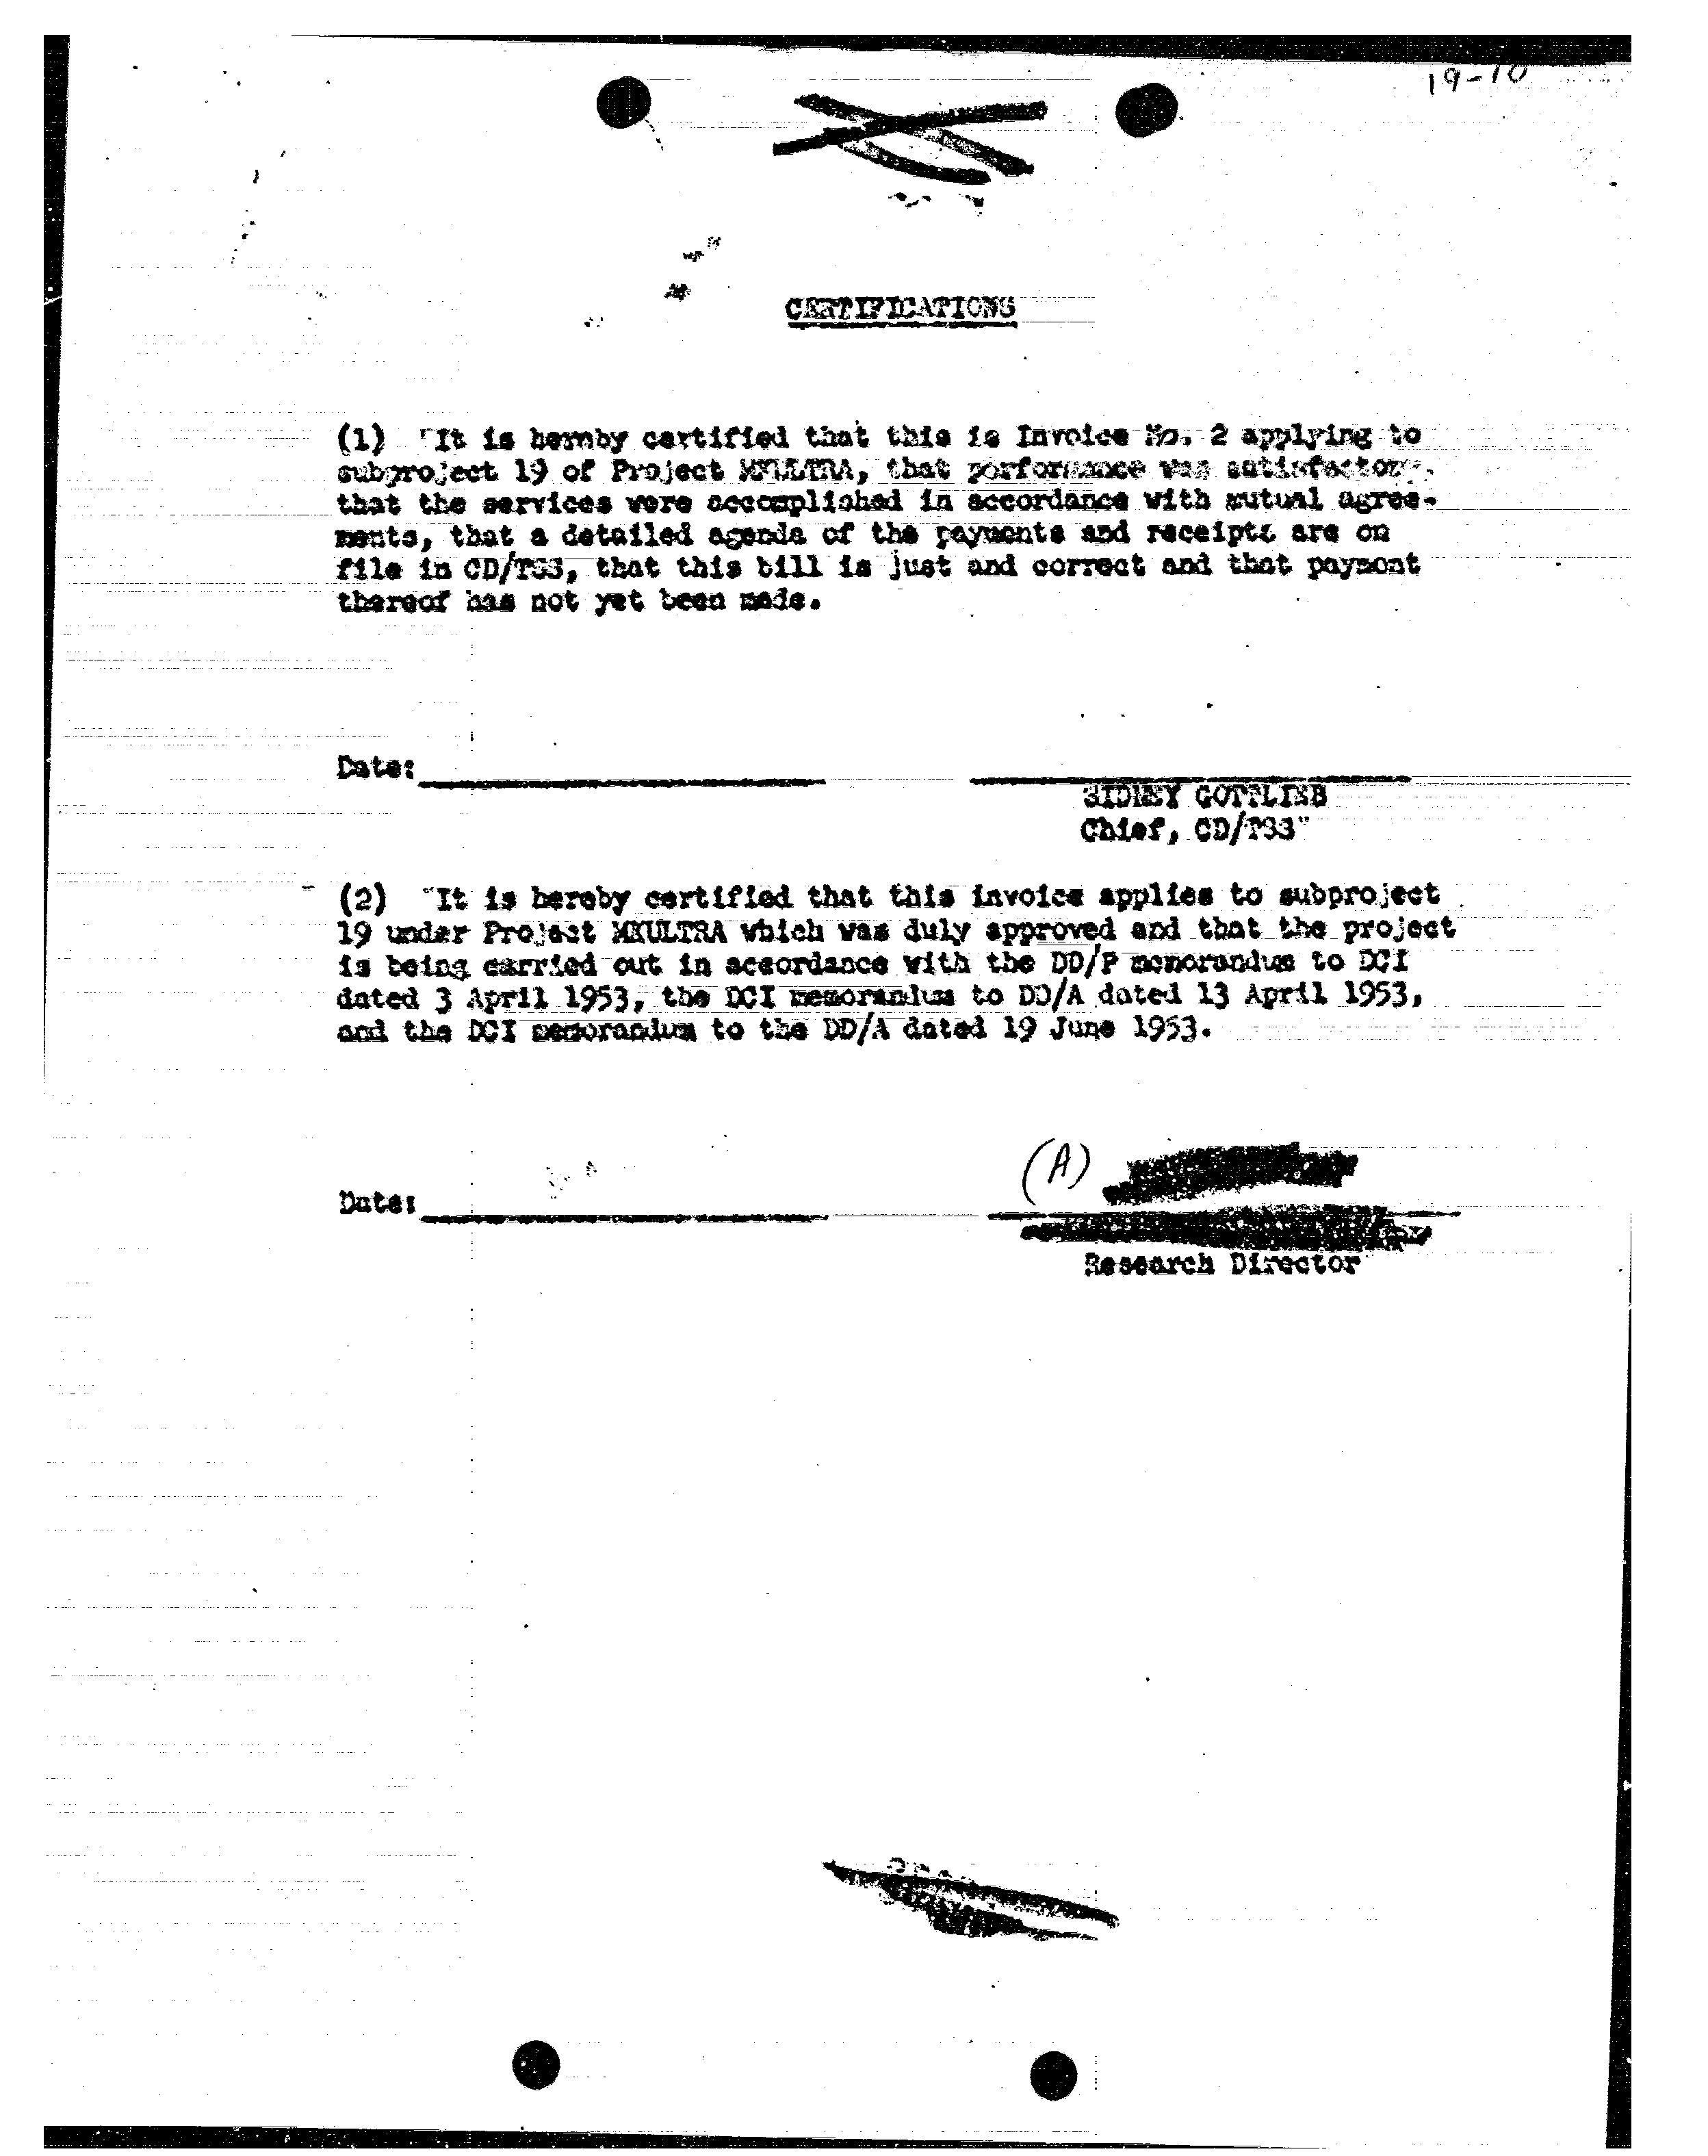 19-10
CERTIFICATIONS
(1) "It is hereby certified that this is Invoice No. 2 applying to
subproject 19 of Project MKULTRA, that performance was satisfactory,
that the services were accomplished in accordance with mutual agree-
ments, that a detailed agenda of the payments and receipts are on
file in CD/TSS, that this bill is just and correct and that payment
thereof has not yet been made.
Date:
SIDNEY GOTTLIEB
Chief, CD/TSS"
(2) "It is hereby certified that this invoice applies to subproject
19 under Project MKULTRA which was duly approved and that the project
is being carried out in accordance with the DD/P memorandum to DCI
dated 3 April 1953, the DCI memorandum to DD/A dated 13 April 1953,
and the DCI memorandum to the DD/A dated 19 June 1953.
(A)
Date:
Research Director"